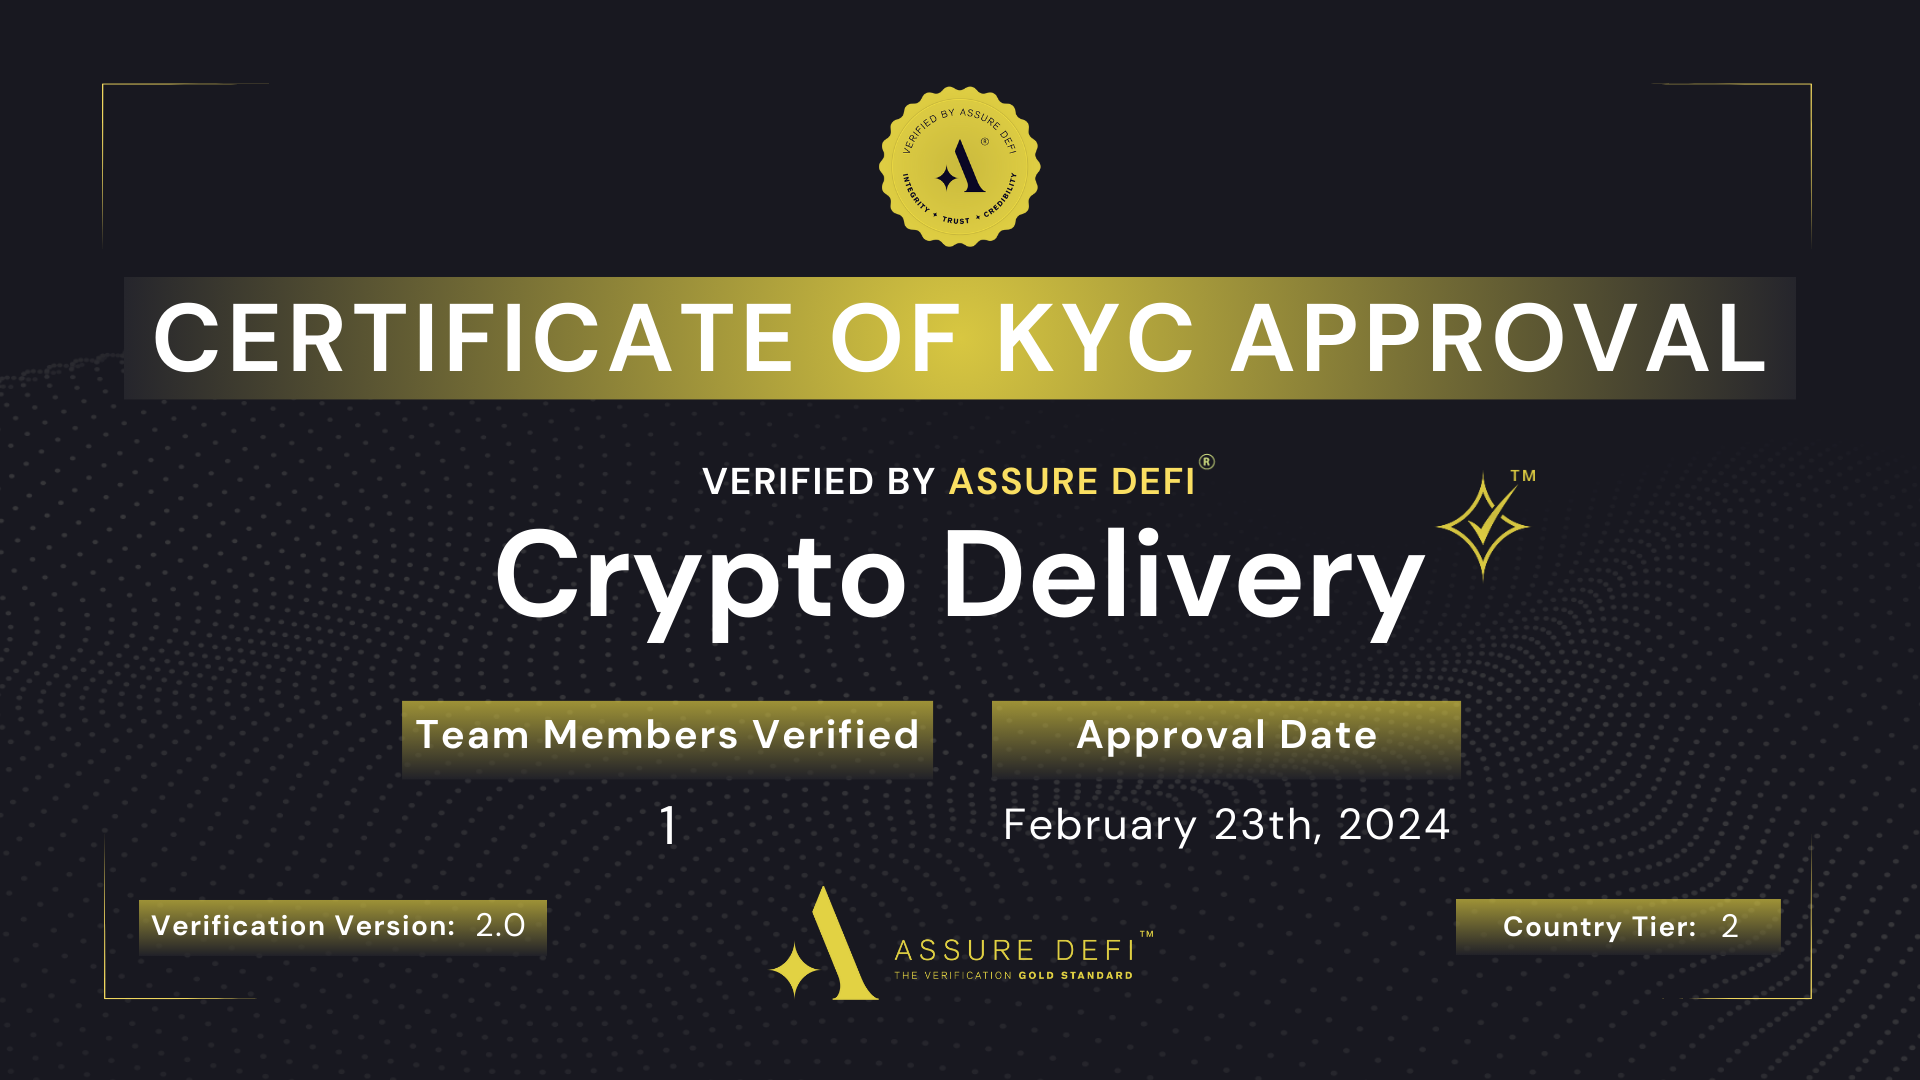 VERIFIED BY ASSURE DEFI
®
INTEGRITY ✦ TRUST ✦ CREDIBILITY
CERTIFICATE OF KYC APPROVAL
VERIFIED BY ASSURE DEFI®
Crypto Delivery
TM
Team Members Verified
Approval Date
1
February 23th, 2024
Verification Version: 2.0
ASSURE DEFI™
THE VERIFICATION GOLD STANDARD
Country Tier: 2